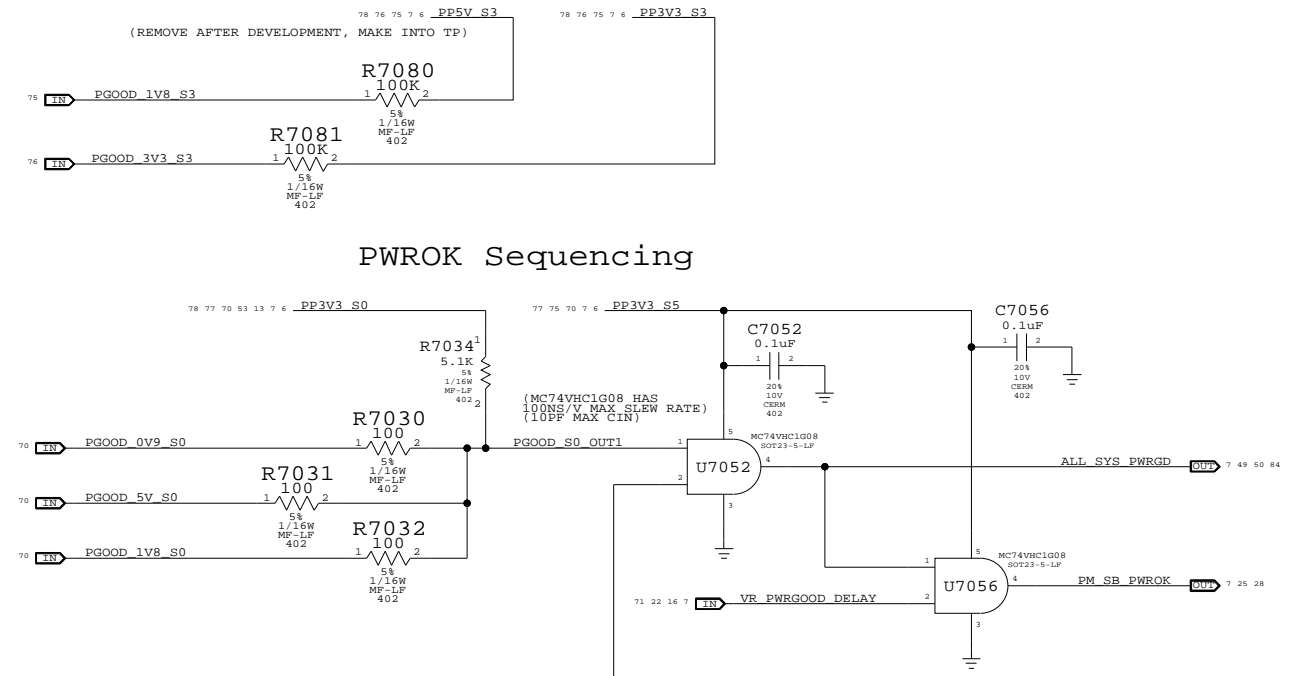 78 76 75 7 6 PP5V_S3
78 76 75 7 6 PP3V3_S3
(REMOVE AFTER DEVELOPMENT, MAKE INTO TP)
R7080
100K
75 IN PGOOD_1V8_S3
1 2
5%
1/16W
MF-LF
402
R7081
100K
76 IN PGOOD_3V3_S3
1 2
5%
1/16W
MF-LF
402
PWROK Sequencing
78 77 70 53 13 7 6 PP3V3_S0
77 75 70 7 6 PP3V3_S5
C7056
0.1uF
1 2
20%
10V
CERM
402
C7052
0.1uF
1 2
20%
10V
CERM
402
R7034
1
5.1K
5%
1/16W
MF-LF
402
2
(MC74VHC1G08 HAS
100NS/V MAX SLEW RATE)
(10PF MAX CIN)
R7030
100
70 IN PGOOD_0V9_S0
1 2
5%
1/16W
MF-LF
402
PGOOD_S0_OUT1
1
2
5
MC74VHC1G08
SOT23-5-LF
U7052
4
3
ALL_SYS_PWRGD OUT 7 49 50 84
R7031
100
70 IN PGOOD_5V_S0
1 2
5%
1/16W
MF-LF
402
R7032
100
70 IN PGOOD_1V8_S0
1 2
5%
1/16W
MF-LF
402
5
MC74VHC1G08
SOT23-5-LF
1
U7056
4
PM_SB_PWROK OUT 7 25 28
71 22 16 7 IN VR_PWRGOOD_DELAY
2
3